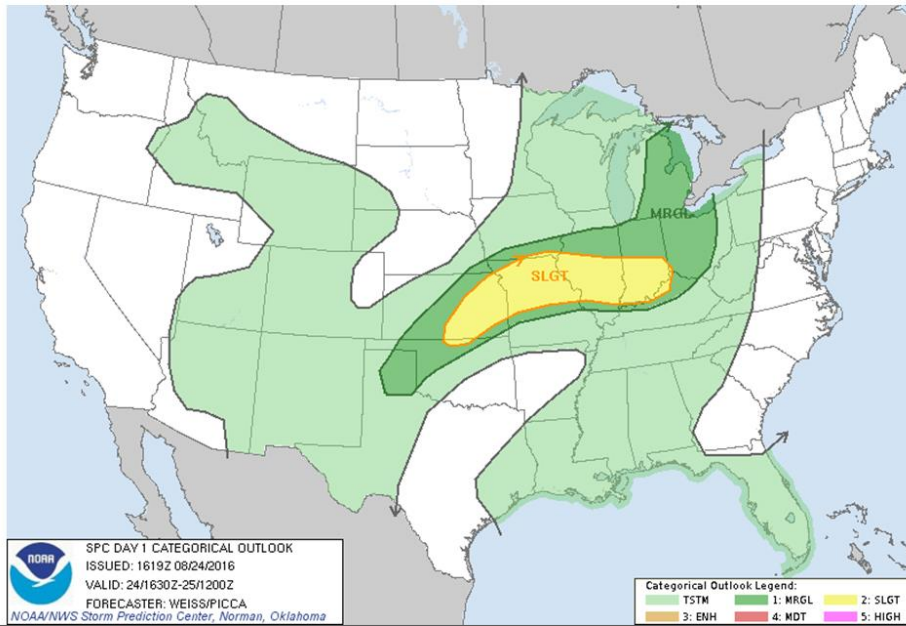 MRGL
SLGT
NOAA
SPC DAY 1 CATEGORICAL OUTLOOK
ISSUED: 1619Z 08/24/2016
VALID: 24/1630Z-25/1200Z
FORECASTER: WEISS/PICCA
NOAA/NWS Storm Prediction Center, Norman, Oklahoma
Categorical Outlook Legend:
TSTM 1: MRGL 2: SLGT
3: ENH 4: MDT 5: HIGH